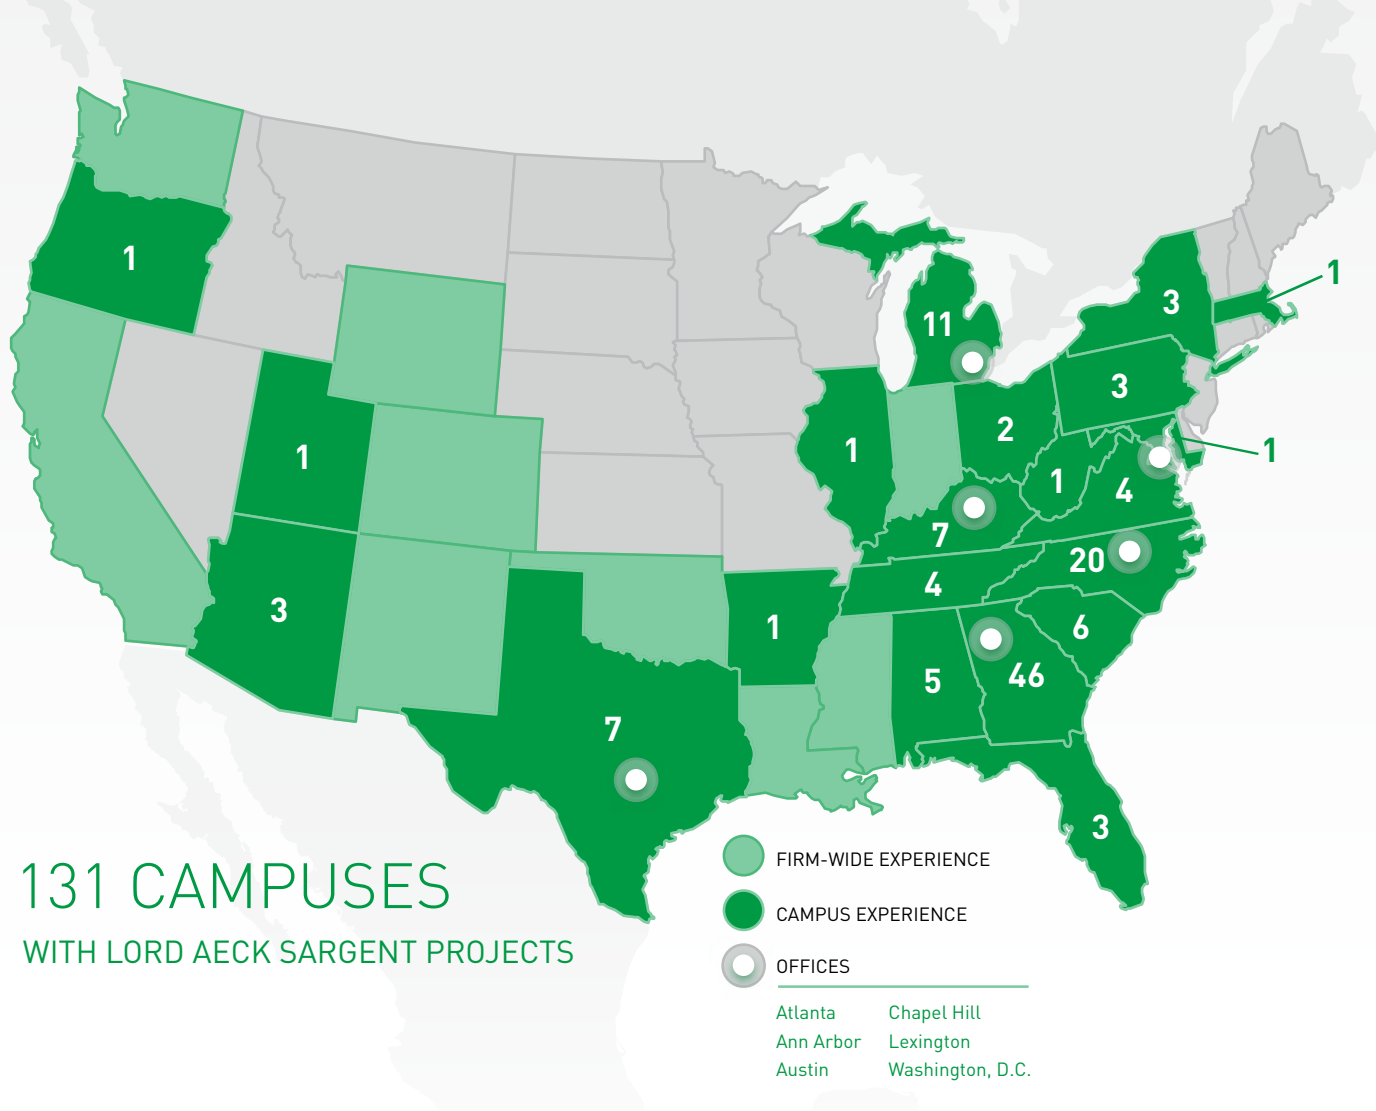 1
1
3
11
3
2
1
1
1
1
4
7
20
4
3
1
6
5
46
7
3
131 CAMPUSES
WITH LORD AECK SARGENT PROJECTS
FIRM-WIDE EXPERIENCE
CAMPUS EXPERIENCE
OFFICES
Atlanta Chapel Hill
Ann Arbor Lexington
Austin Washington, D.C.